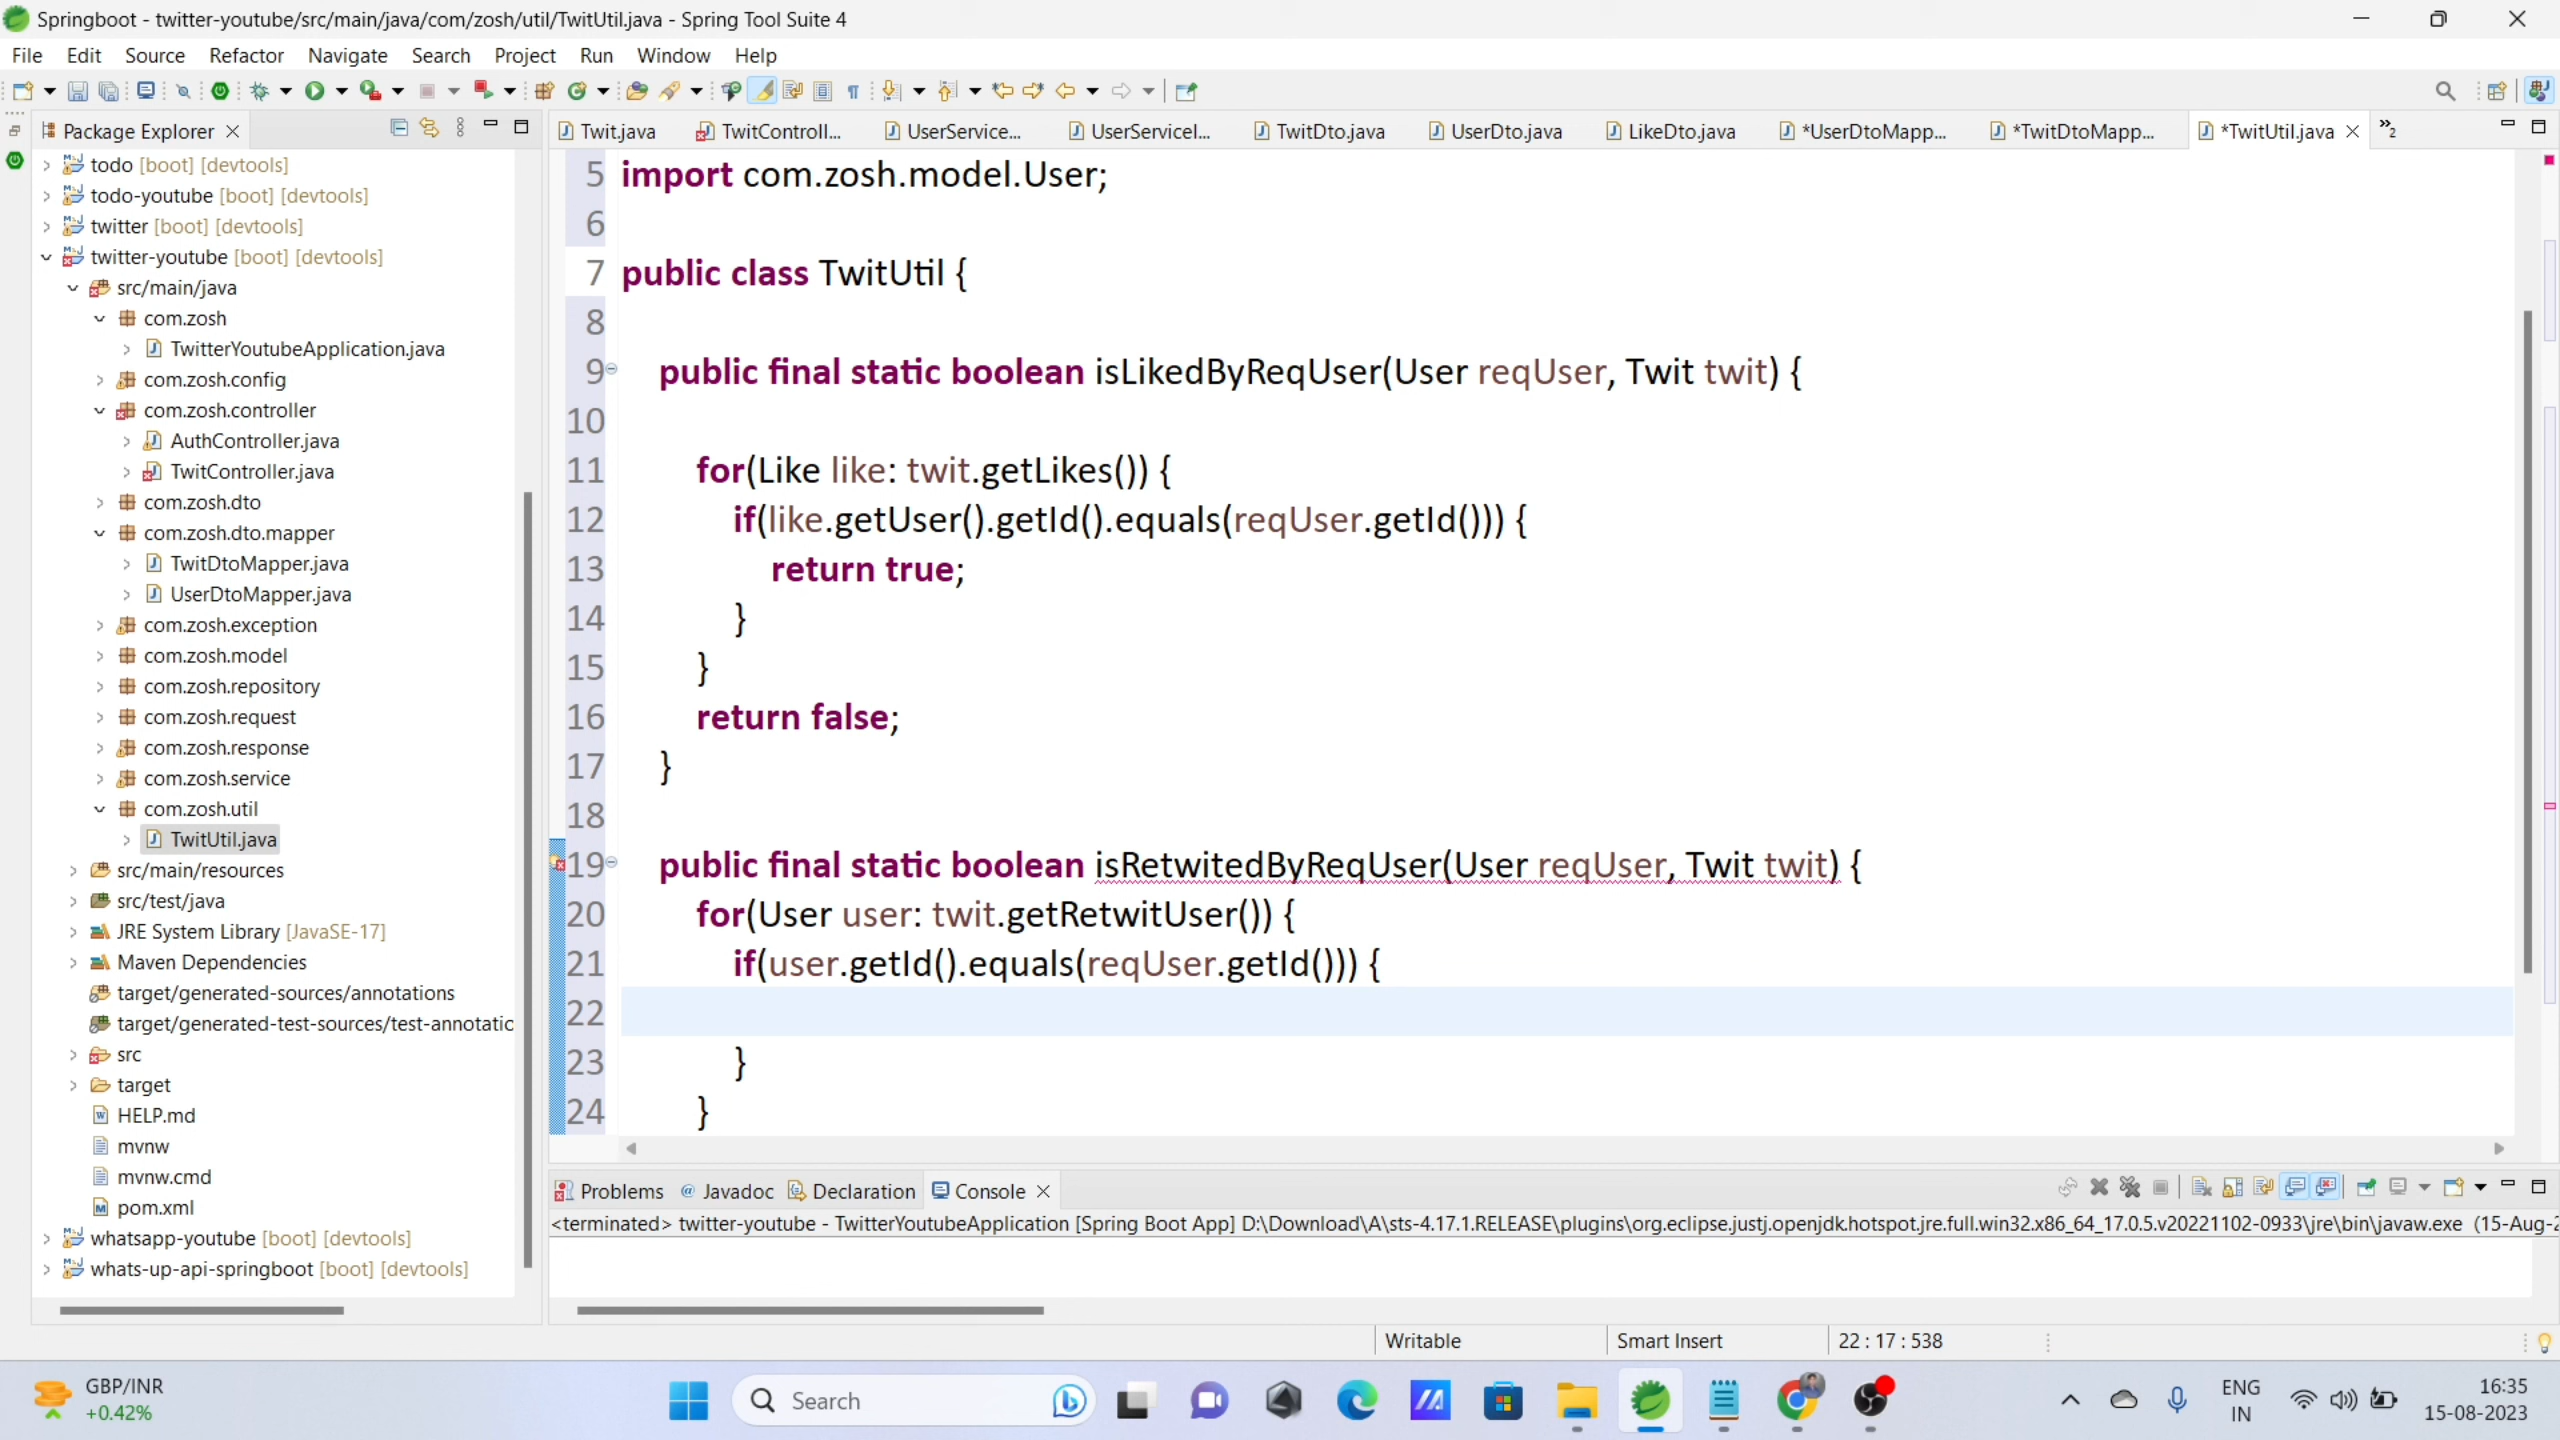 Springboot - twitter-youtube/src/main/java/com/zosh/util/TwitUtil.java - Spring Tool Suite 4
File Edit Source Refactor Navigate Search Project Run Window Help
Package Explorer
todo [boot] [devtools]
todo-youtube [boot] [devtools]
twitter [boot] [devtools]
twitter-youtube [boot] [devtools]
src/main/java
com.zosh
TwitterYoutubeApplication.java
com.zosh.config
com.zosh.controller
AuthController.java
TwitController.java
com.zosh.dto
com.zosh.dto.mapper
TwitDtoMapper.java
UserDtoMapper.java
com.zosh.exception
com.zosh.model
com.zosh.repository
com.zosh.request
com.zosh.response
com.zosh.service
com.zosh.util
TwitUtil.java
src/main/resources
src/test/java
JRE System Library [JavaSE-17]
Maven Dependencies
target/generated-sources/annotations
target/generated-test-sources/test-annotatio
src
target
HELP.md
mvnw
mvnw.cmd
pom.xml
whatsapp-youtube [boot] [devtools]
whats-up-api-springboot [boot] [devtools]
Twit.java TwitControll... UserService... UserServiceI... TwitDto.java UserDto.java LikeDto.java *UserDtoMapp... *TwitDtoMapp... *TwitUtil.java »2
5 import com.zosh.model.User;
6
7 public class TwitUtil {
8
9 public final static boolean isLikedByReqUser(User reqUser, Twit twit) {
10
11 for(Like like: twit.getLikes()) {
12 if(like.getUser().getId().equals(reqUser.getId())) {
13 return true;
14 }
15 }
16 return false;
17 }
18
19 public final static boolean isRetwitedByReqUser(User reqUser, Twit twit) {
20 for(User user: twit.getRetwitUser()) {
21 if(user.getId().equals(reqUser.getId())) {
22
23 }
24 }
Problems Javadoc Declaration Console
<terminated> twitter-youtube - TwitterYoutubeApplication [Spring Boot App] D:\Download\A\sts-4.17.1.RELEASE\plugins\org.eclipse.justj.openjdk.hotspot.jre.full.win32.x86_64_17.0.5.v20221102-0933\jre\bin\javaw.exe (15-Aug-2
Writable Smart Insert 22 : 17 : 538
GBP/INR
+0.42%
Search
ENG
IN
16:35
15-08-2023